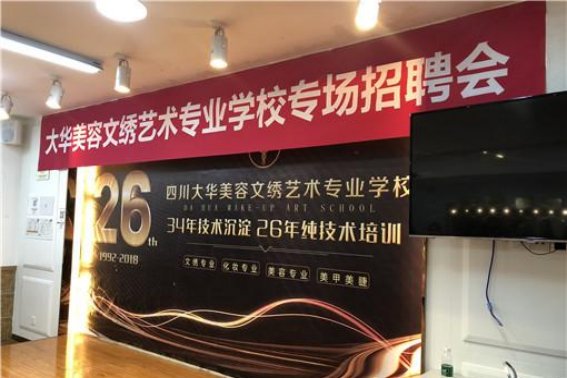 大华美容文绣艺术专业学校专场招聘会
26th
1992-2018
四川大华美容文绣艺术专业学校
DA HUA MAKE-UP ART SCHOOL
34年技术沉淀 26年纯技术培训
文绣专业 化妆专业 美容专业 美甲美睫